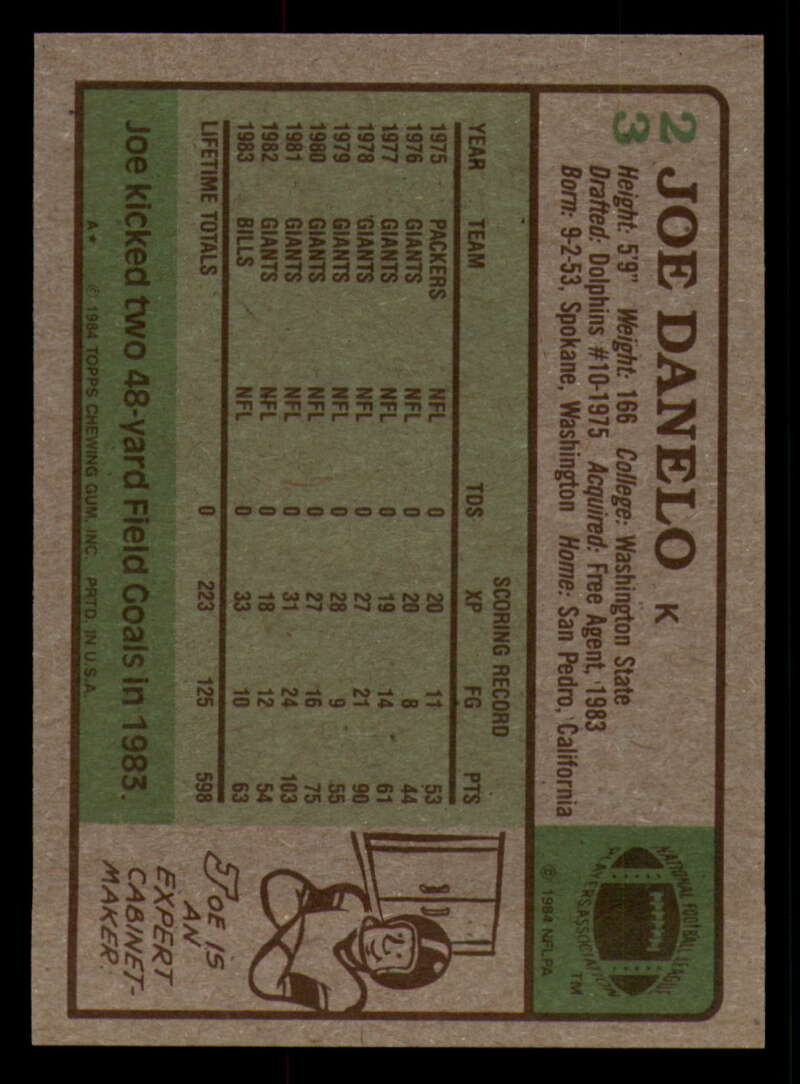 23
JOE DANELO K
Height: 5'9" Weight: 166 College: Washington State
Drafted: Dolphins #10-1975 Acquired: Free Agent, 1983
Born: 9-2-53, Spokane, Washington Home: San Pedro, California
NATIONAL FOOTBALL LEAGUE
PLAYERS ASSOCIATION
TM
© 1984 NFLPA
SCORING RECORD
YEAR TEAM TDS XP FG PTS
1975 PACKERS NFL 0 20 11 53
1976 GIANTS NFL 0 20 8 44
1977 GIANTS NFL 0 19 14 61
1978 GIANTS NFL 0 27 21 90
1979 GIANTS NFL 0 28 9 55
1980 GIANTS NFL 0 27 16 75
1981 GIANTS NFL 0 31 24 103
1982 GIANTS NFL 0 18 12 54
1983 BILLS NFL 0 33 10 63
LIFETIME TOTALS 0 223 125 598
Joe kicked two 48-yard Field Goals in 1983.
A* © 1984 TOPPS CHEWING GUM, INC. PRTD. IN U.S.A.
JOE IS
AN
EXPERT
CABINET-
MAKER.